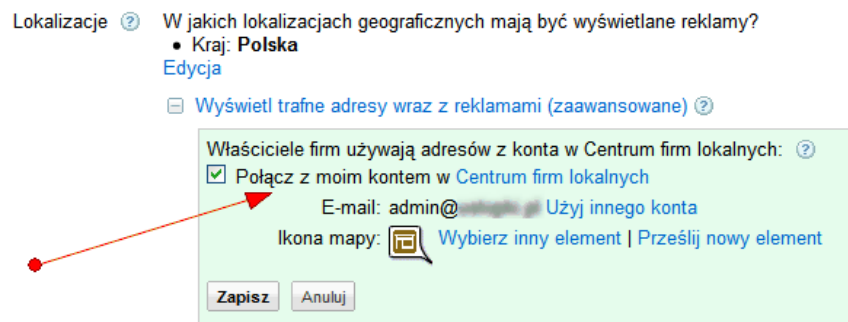 Lokalizacje ? W jakich lokalizacjach geograficznych mają być wyświetlane reklamy?
• Kraj: Polska
Edycja
Wyświetl trafne adresy wraz z reklamami (zaawansowane) ?
Właściciele firm używają adresów z konta w Centrum firm lokalnych: ?
Połącz z moim kontem w Centrum firm lokalnych
E-mail: admin@ Użyj innego konta
Ikona mapy: Wybierz inny element | Prześlij nowy element
Zapisz Anuluj